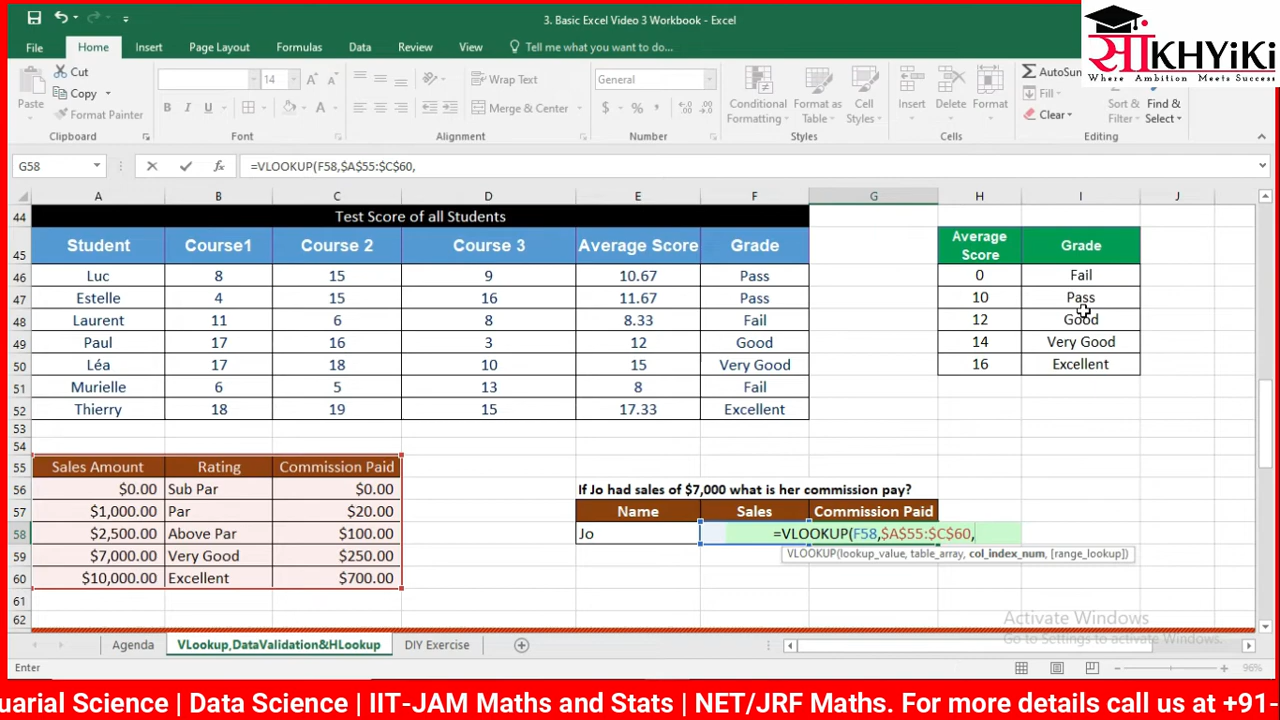 3. Basic Excel Video 3 Workbook - Excel
साKHYiKi
Where Ambition Meets Success
File Home Insert Page Layout Formulas Data Review View Tell me what you want to do...
Paste
Cut
Copy
Format Painter
Clipboard
14
B I U
Font
Wrap Text
Merge & Center
Alignment
General
$ % ,
Number
Conditional Formatting
Format as Table
Cell Styles
Styles
Insert Delete Format
Cells
AutoSum
Fill
Clear
Sort & Filter
Find & Select
Editing
G58 =VLOOKUP(F58,$A$55:$C$60,
A B C D E F G H I J
44 Test Score of all Students
45 Student Course1 Course 2 Course 3 Average Score Grade Average Score Grade
46 Luc 8 15 9 10.67 Pass 0 Fail
47 Estelle 4 15 16 11.67 Pass 10 Pass
48 Laurent 11 6 8 8.33 Fail 12 Good
49 Paul 17 16 3 12 Good 14 Very Good
50 Léa 17 18 10 15 Very Good 16 Excellent
51 Murielle 6 5 13 8 Fail
52 Thierry 18 19 15 17.33 Excellent
53
54
55 Sales Amount Rating Commission Paid
56 $0.00 Sub Par $0.00 If Jo had sales of $7,000 what is her commission pay?
57 $1,000.00 Par $20.00 Name Sales Commission Paid
58 $2,500.00 Above Par $100.00 Jo =VLOOKUP(F58,$A$55:$C$60,
VLOOKUP(lookup_value, table_array, col_index_num, [range_lookup])
59 $7,000.00 Very Good $250.00
60 $10,000.00 Excellent $700.00
61
62
Activate Windows
Go to Settings to activate Windows.
Agenda VLookup,DataValidation&HLookup DIY Exercise
Enter 96%
Actuarial Science | Data Science | IIT-JAM Maths and Stats | NET/JRF Maths. For more details call us at +91-